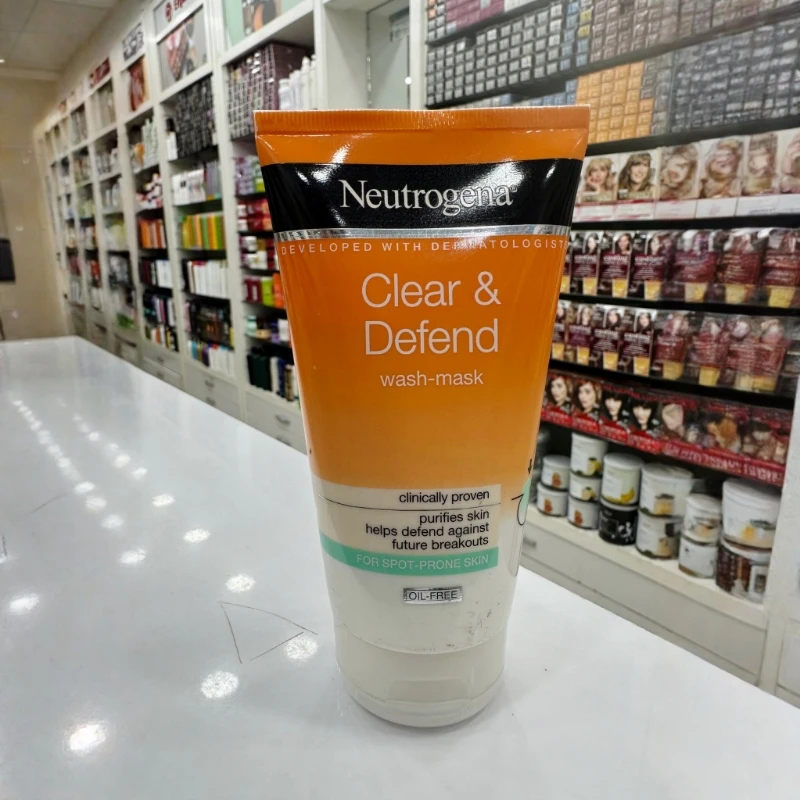 Neutrogena®
DEVELOPED WITH DERMATOLOGIST
Clear &
Defend
wash-mask
clinically proven
purifies skin
helps defend against
future breakouts
FOR SPOT-PRONE SKIN
OIL-FREE